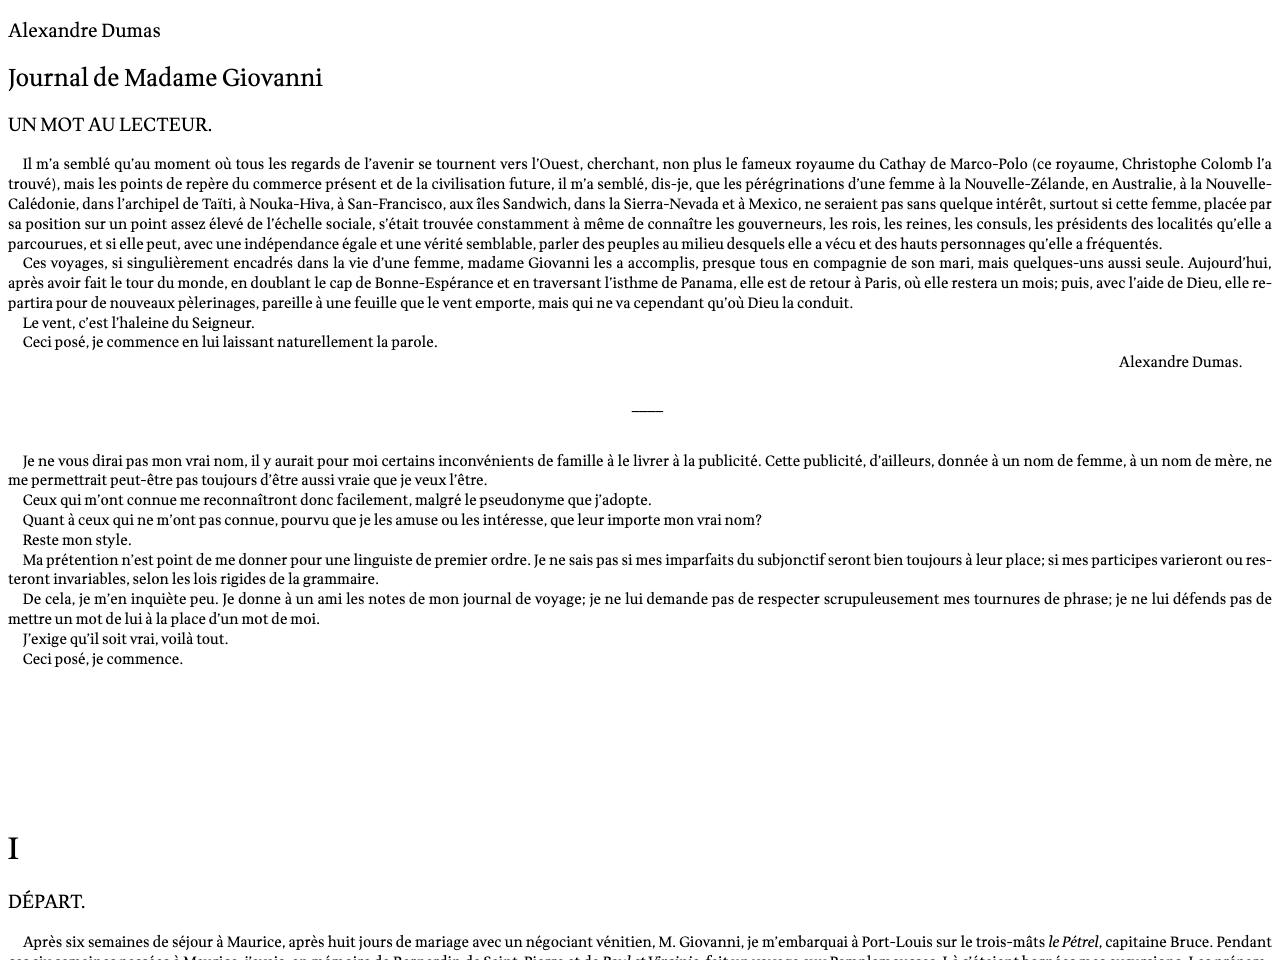 Alexandre Dumas
Journal de Madame Giovanni
UN MOT AU LECTEUR.
Il m’a semblé qu’au moment où tous les regards de l’avenir se tournent vers l’Ouest, cherchant, non plus le fameux royaume du Cathay de Marco-Polo (ce royaume, Christophe Colomb l’a
trouvé), mais les points de repère du commerce présent et de la civilisation future, il m’a semblé, dis-je, que les pérégrinations d’une femme à la Nouvelle-Zélande, en Australie, à la Nouvelle-
Calédonie, dans l’archipel de Taïti, à Nouka-Hiva, à San-Francisco, aux îles Sandwich, dans la Sierra-Nevada et à Mexico, ne seraient pas sans quelque intérêt, surtout si cette femme, placée par
sa position sur un point assez élevé de l’échelle sociale, s’était trouvée constamment à même de connaître les gouverneurs, les rois, les reines, les consuls, les présidents des localités qu’elle a
parcourues, et si elle peut, avec une indépendance égale et une vérité semblable, parler des peuples au milieu desquels elle a vécu et des hauts personnages qu’elle a fréquentés.
Ces voyages, si singulièrement encadrés dans la vie d’une femme, madame Giovanni les a accomplis, presque tous en compagnie de son mari, mais quelques-uns aussi seule. Aujourd’hui,
après avoir fait le tour du monde, en doublant le cap de Bonne-Espérance et en traversant l’isthme de Panama, elle est de retour à Paris, où elle restera un mois; puis, avec l’aide de Dieu, elle re-
partira pour de nouveaux pèlerinages, pareille à une feuille que le vent emporte, mais qui ne va cependant qu’où Dieu la conduit.
Le vent, c’est l’haleine du Seigneur.
Ceci posé, je commence en lui laissant naturellement la parole.
Alexandre Dumas.
Je ne vous dirai pas mon vrai nom, il y aurait pour moi certains inconvénients de famille à le livrer à la publicité. Cette publicité, d’ailleurs, donnée à un nom de femme, à un nom de mère, ne
me permettrait peut-être pas toujours d’être aussi vraie que je veux l’être.
Ceux qui m’ont connue me reconnaîtront donc facilement, malgré le pseudonyme que j’adopte.
Quant à ceux qui ne m’ont pas connue, pourvu que je les amuse ou les intéresse, que leur importe mon vrai nom?
Reste mon style.
Ma prétention n’est point de me donner pour une linguiste de premier ordre. Je ne sais pas si mes imparfaits du subjonctif seront bien toujours à leur place; si mes participes varieront ou res-
teront invariables, selon les lois rigides de la grammaire.
De cela, je m’en inquiète peu. Je donne à un ami les notes de mon journal de voyage; je ne lui demande pas de respecter scrupuleusement mes tournures de phrase; je ne lui défends pas de
mettre un mot de lui à la place d’un mot de moi.
J’exige qu’il soit vrai, voilà tout.
Ceci posé, je commence.
I
DÉPART.
Après six semaines de séjour à Maurice, après huit jours de mariage avec un négociant vénitien, M. Giovanni, je m’embarquai à Port-Louis sur le trois-mâts le Pétrel, capitaine Bruce. Pendant